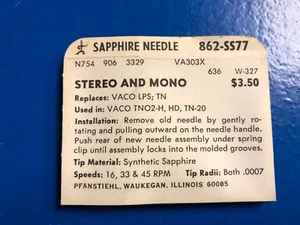 SAPPHIRE NEEDLE 862-SS77
N754 906 3329 VA303X
636 W-327
STEREO AND MONO $3.50
Replaces: VACO LPS; TN
Used in: VACO TNO2-H, HD, TN-20
Installation: Remove old needle by gently ro-
tating and pulling outward on the needle handle.
Push rear of new needle assembly under spring
clip until assembly locks into the molded grooves.
Tip Material: Synthetic Sapphire
Speeds: 16, 33 & 45 RPM Tip Radii: Both .0007
PFANSTIEHL, WAUKEGAN, ILLINOIS 60085